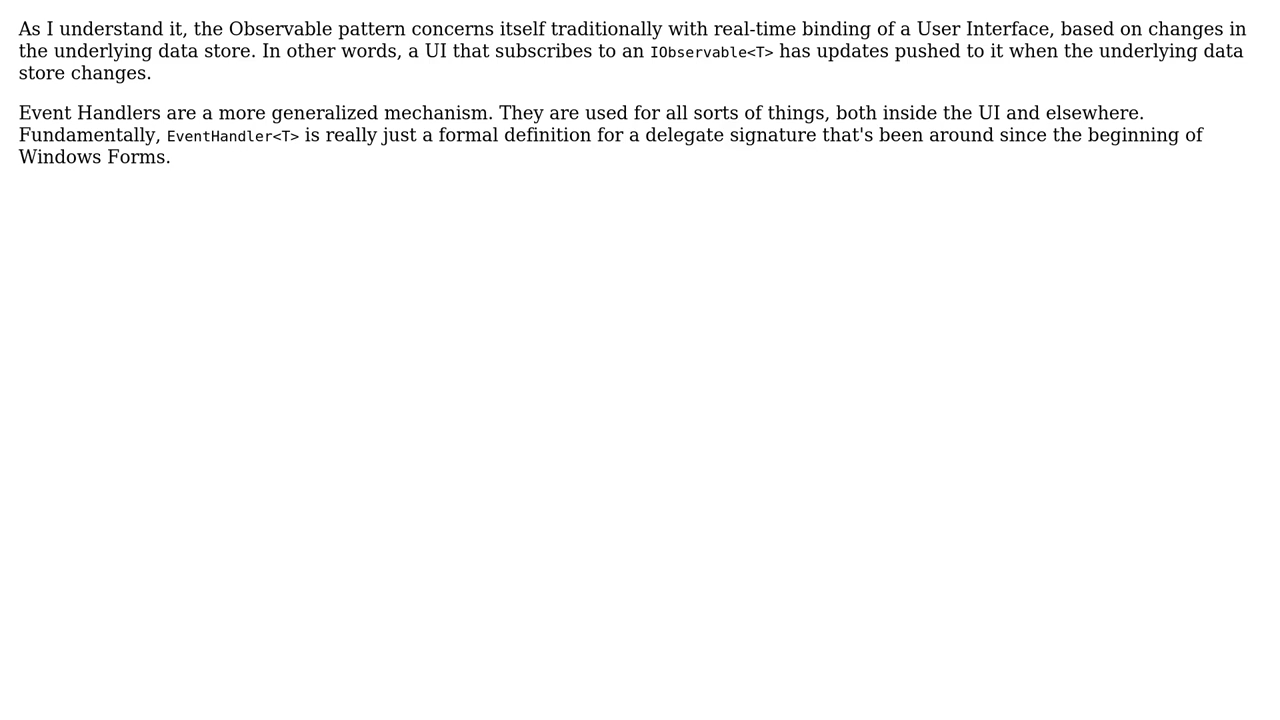 As I understand it, the Observable pattern concerns itself traditionally with real-time binding of a User Interface, based on changes in
the underlying data store. In other words, a UI that subscribes to an IObservable<T> has updates pushed to it when the underlying data
store changes.
Event Handlers are a more generalized mechanism. They are used for all sorts of things, both inside the UI and elsewhere.
Fundamentally, EventHandler<T> is really just a formal definition for a delegate signature that's been around since the beginning of
Windows Forms.